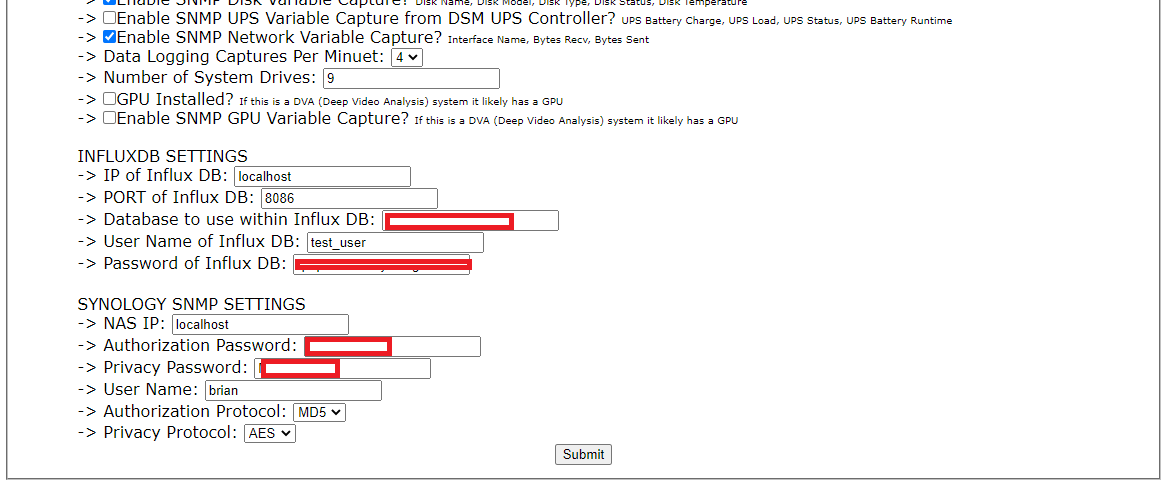 -> Enable SNMP Disk Variable Capture? Disk Name, Disk Model, Disk Type, Disk Status, Disk Temperature
-> Enable SNMP UPS Variable Capture from DSM UPS Controller? UPS Battery Charge, UPS Load, UPS Status, UPS Battery Runtime
-> Enable SNMP Network Variable Capture? Interface Name, Bytes Recv, Bytes Sent
-> Data Logging Captures Per Minuet: 4
-> Number of System Drives: 9
-> GPU Installed? If this is a DVA (Deep Video Analysis) system it likely has a GPU
-> Enable SNMP GPU Variable Capture? If this is a DVA (Deep Video Analysis) system it likely has a GPU
INFLUXDB SETTINGS
-> IP of Influx DB: localhost
-> PORT of Influx DB: 8086
-> Database to use within Influx DB:
-> User Name of Influx DB: test_user
-> Password of Influx DB:
SYNOLOGY SNMP SETTINGS
-> NAS IP: localhost
-> Authorization Password:
-> Privacy Password:
-> User Name: brian
-> Authorization Protocol: MD5
-> Privacy Protocol: AES
Submit